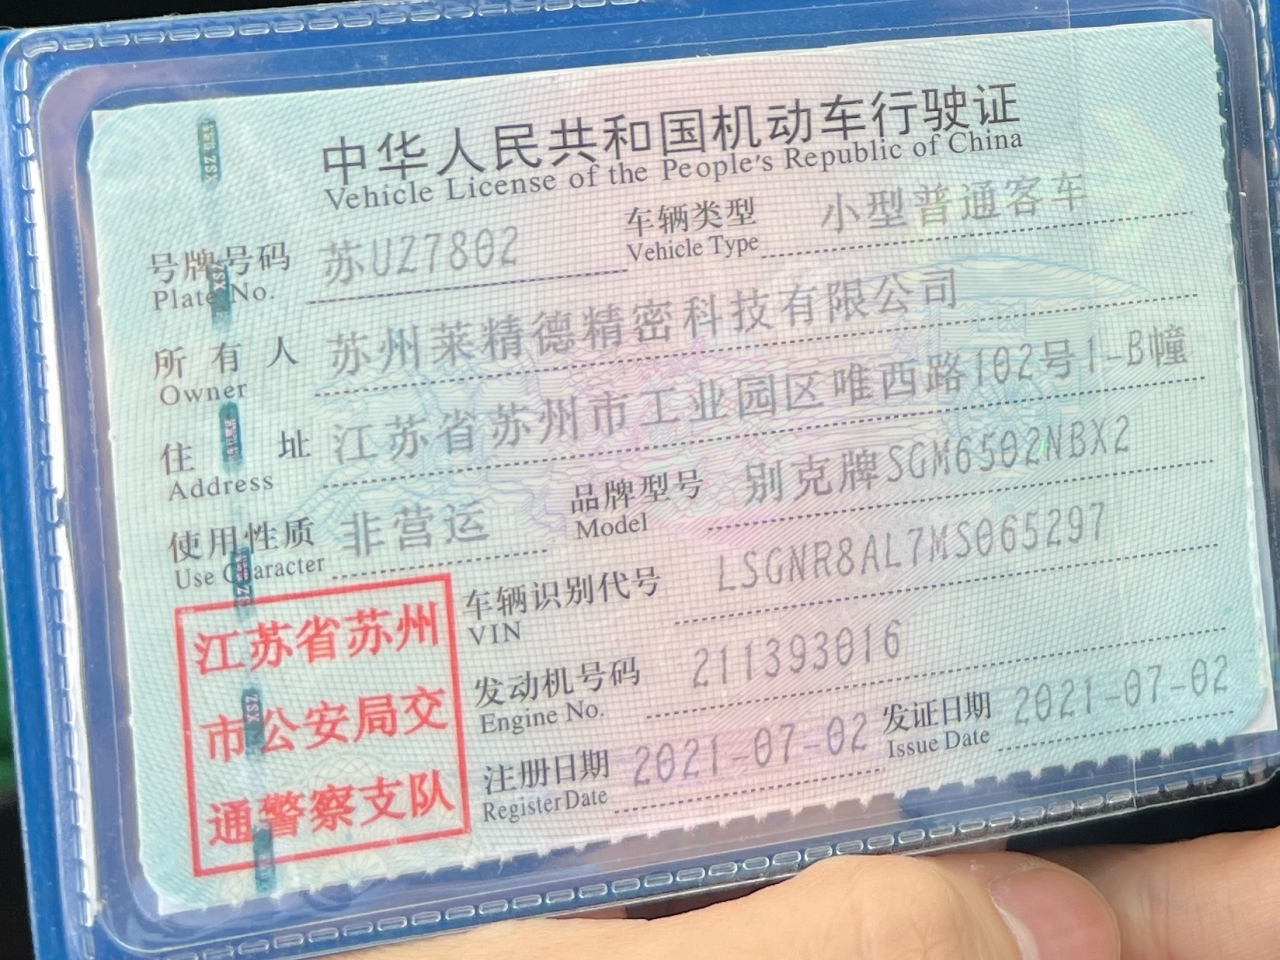 中华人民共和国机动车行驶证
Vehicle License of the People's Republic of China
号牌号码 苏UZ7802 车辆类型 小型普通客车
Plate No. Vehicle Type
所有人 苏州莱精德精密科技有限公司
Owner
住址 江苏省苏州市工业园区唯西路102号1-B幢
Address
使用性质 非营运 品牌型号 别克牌SGM6502NBX2
Use Character Model
车辆识别代号 LSGNR8AL7MS065297
VIN
发动机号码 211393016
Engine No.
注册日期 2021-07-02 发证日期 2021-07-02
Register Date Issue Date
江苏省苏州
市公安局交
通警察支队